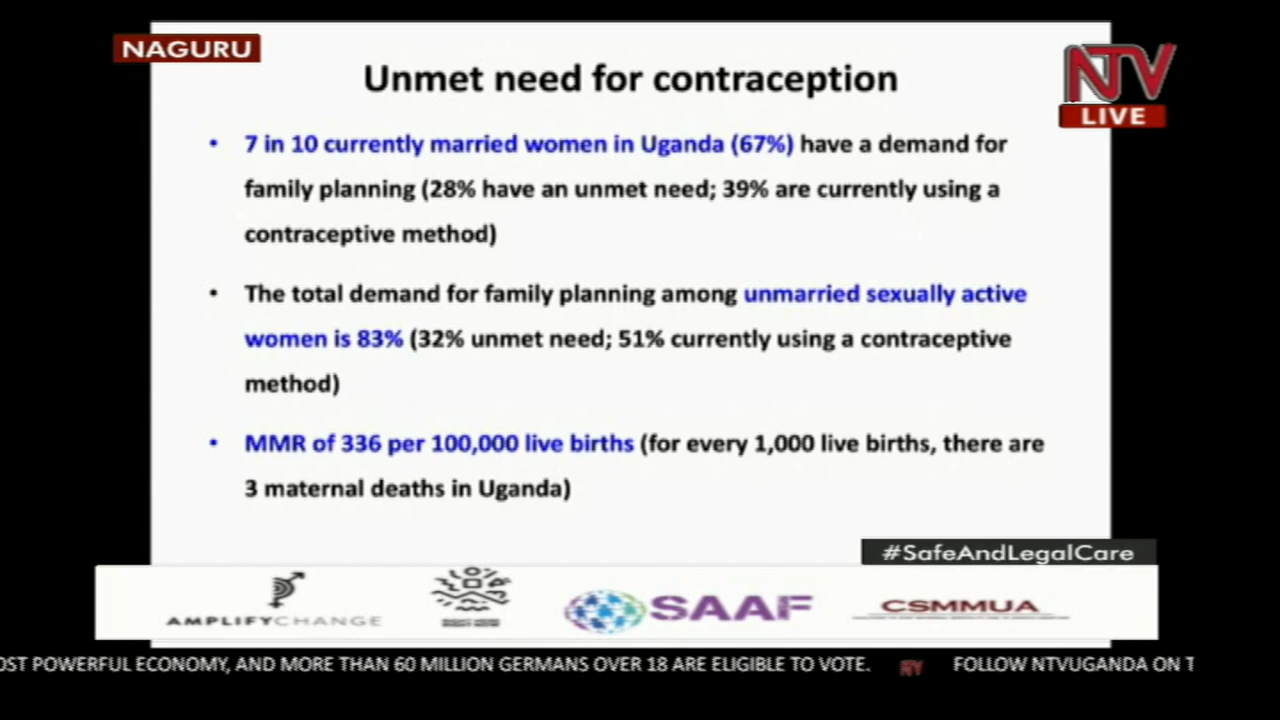 NAGURU
NTV
LIVE
Unmet need for contraception
• 7 in 10 currently married women in Uganda (67%) have a demand for
family planning (28% have an unmet need; 39% are currently using a
contraceptive method)
• The total demand for family planning among unmarried sexually active
women is 83% (32% unmet need; 51% currently using a contraceptive
method)
• MMR of 336 per 100,000 live births (for every 1,000 live births, there are
3 maternal deaths in Uganda)
#SafeAndLegalCare
AMPLIFYCHANGE
SAAF
CSMMUA
OST POWERFUL ECONOMY, AND MORE THAN 60 MILLION GERMANS OVER 18 ARE ELIGIBLE TO VOTE. NTV FOLLOW NTVUGANDA ON T